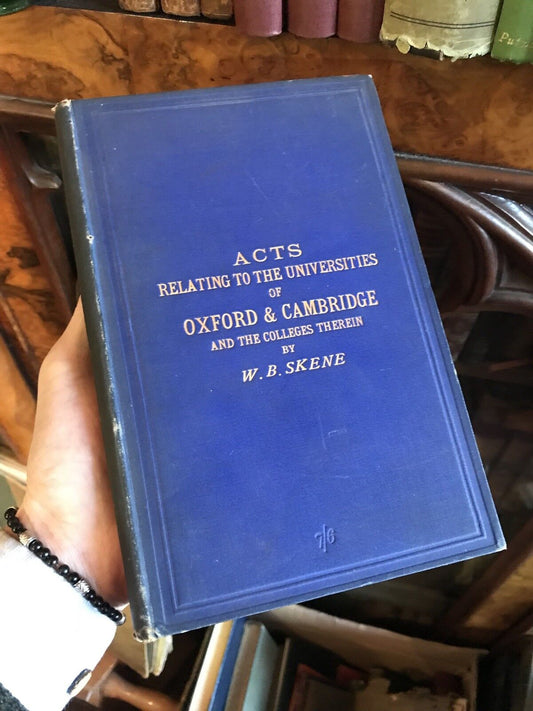 ACTS
RELATING TO THE UNIVERSITIES
OF
OXFORD & CAMBRIDGE
AND THE COLLEGES THEREIN
BY
W. B. SKENE
7/6